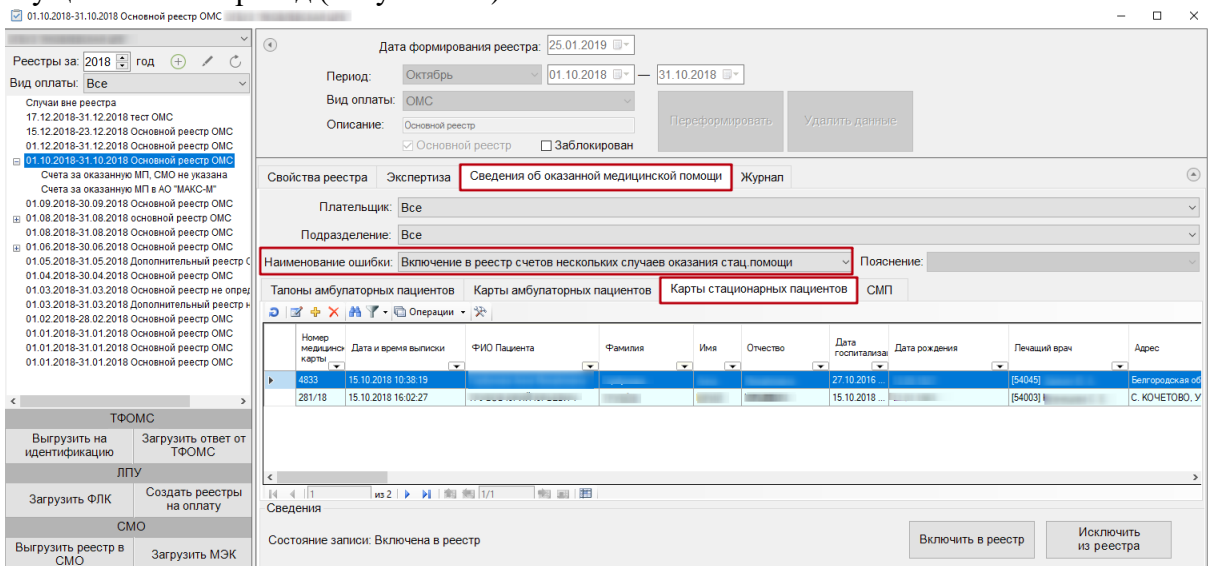 01.10.2018-31.10.2018 Основной реестр ОМС
Реестры за: 2018 год
Вид оплаты: Все
Случаи вне реестра
17.12.2018-31.12.2018 тест ОМС
15.12.2018-23.12.2018 Основной реестр ОМС
01.12.2018-31.12.2018 Основной реестр ОМС
01.10.2018-31.10.2018 Основной реестр ОМС
Счета за оказанную МП, СМО не указана
Счета за оказанную МП в АО "МАКС-М"
01.09.2018-30.09.2018 Основной реестр ОМС
01.08.2018-31.08.2018 основной реестр ОМС
01.08.2018-31.08.2018 Основной реестр ОМС
01.06.2018-30.06.2018 Основной реестр ОМС
01.05.2018-31.05.2018 Дополнительный реестр
01.04.2018-30.04.2018 Основной реестр ОМС
01.03.2018-31.03.2018 Основной реестр не опред
01.03.2018-31.03.2018 Дополнительный реестр н
01.02.2018-28.02.2018 Основной реестр ОМС
01.01.2018-31.01.2018 Основной реестр ОМС
01.01.2018-31.01.2018 Основной реестр ОМС
01.01.2018-31.01.2018 Основной реестр ОМС
ТФОМС
Выгрузить на идентификацию
Загрузить ответ от ТФОМС
ЛПУ
Загрузить ФЛК
Создать реестры на оплату
СМО
Выгрузить реестр в СМО
Загрузить МЭК
Дата формирования реестра: 25.01.2019
Период: Октябрь 01.10.2018 — 31.10.2018
Вид оплаты: ОМС
Описание: Основной реестр
Основной реестр Заблокирован
Переформировать Удалить данные
Свойства реестра Экспертиза Сведения об оказанной медицинской помощи Журнал
Плательщик: Все
Подразделение: Все
Наименование ошибки: Включение в реестр счетов нескольких случаев оказания стац.помощи Пояснение:
Талоны амбулаторных пациентов Карты амбулаторных пациентов Карты стационарных пациентов СМП
Операции
Номер медицинск карты Дата и время выписки ФИО Пациента Фамилия Имя Отчество Дата госпитализа Дата рождения Лечащий врач Адрес
4833 15.10.2018 10:38:19 27.10.2016 ... [54045] Белгородская об
281/18 15.10.2018 16:02:27 15.10.2018 ... [54003] С. КОЧЕТОВО, У
1 из 2 1/1
Сведения
Состояние записи: Включена в реестр
Включить в реестр
Исключить из реестра